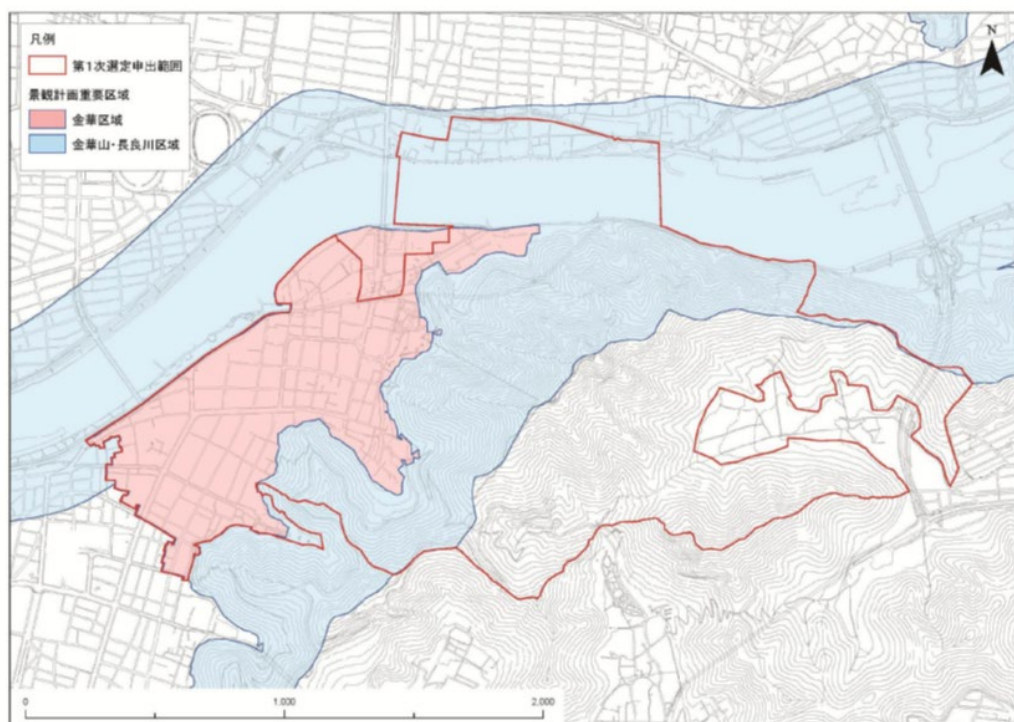 凡例
第1次選定申出範囲
景観計画重要区域
金華区域
金華山・長良川区域
N
0
1,000
2,000